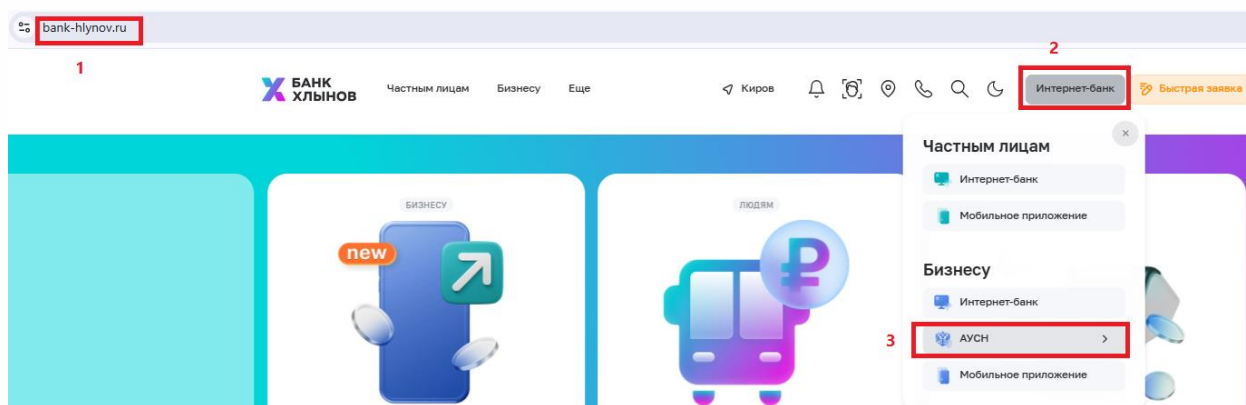 bank-hlynov.ru
1
2
БАНК
ХЛЫНОВ
Частным лицам
Бизнесу
Еще
Киров
Интернет-банк
Быстрая заявка
Частным лицам
Интернет-банк
Мобильное приложение
Бизнесу
Интернет-банк
3
АУСН
Мобильное приложение
БИЗНЕСУ
new
ЛЮДЯМ
₽